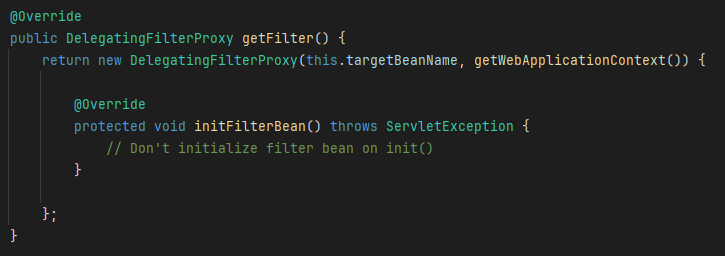 @Override
public DelegatingFilterProxy getFilter() {
return new DelegatingFilterProxy(this.targetBeanName, getWebApplicationContext()) {
@Override
protected void initFilterBean() throws ServletException {
// Don't initialize filter bean on init()
}
};
}